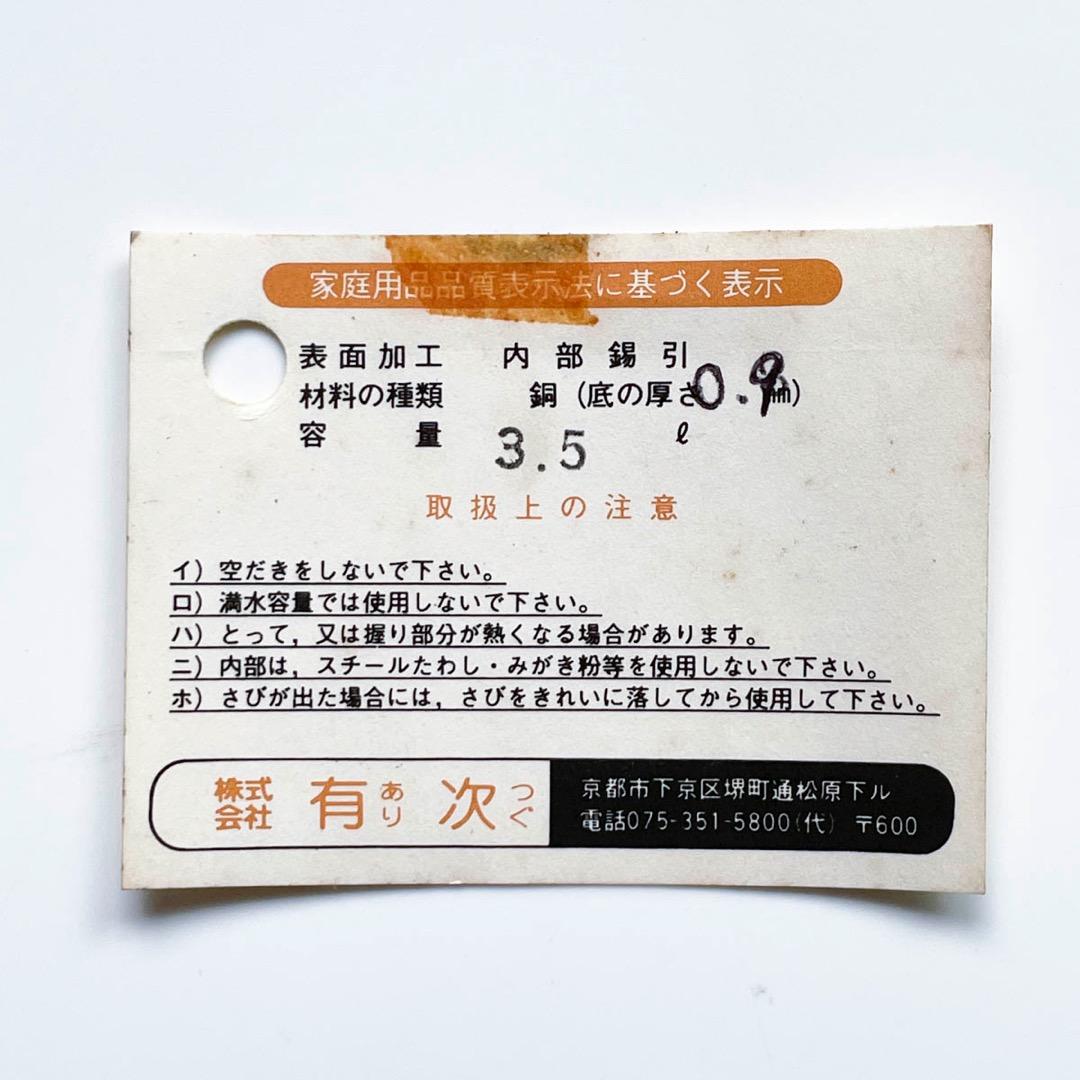 家庭用品品質表示法に基づく表示
表面加工 内部錫引
材料の種類 銅（底の厚さ0.9mm）
容量 3.5 ℓ
取扱上の注意
イ）空だきをしないで下さい。
ロ）満水容量では使用しないで下さい。
ハ）とって，又は握り部分が熱くなる場合があります。
ニ）内部は，スチールたわし・みがき粉等を使用しないで下さい。
ホ）さびが出た場合には，さびをきれいに落してから使用して下さい。
株式会社 有次 ありつぐ
京都市下京区堺町通松原下ル
電話075-351-5800（代） 〒600